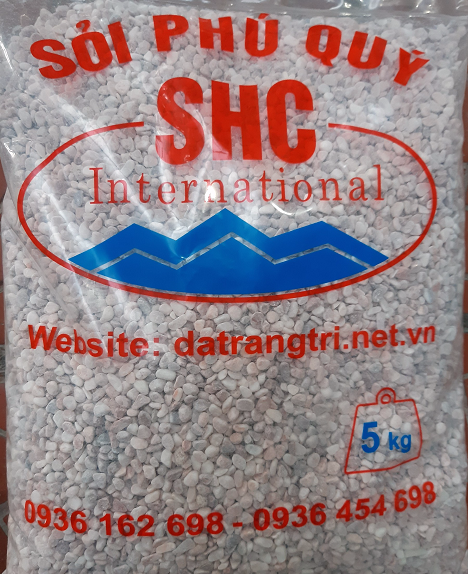 SỎI PHÚ QUÝ
SHC
International
Website: datrangtri.net.vn
5 kg
0936 162 698 - 0936 454 698